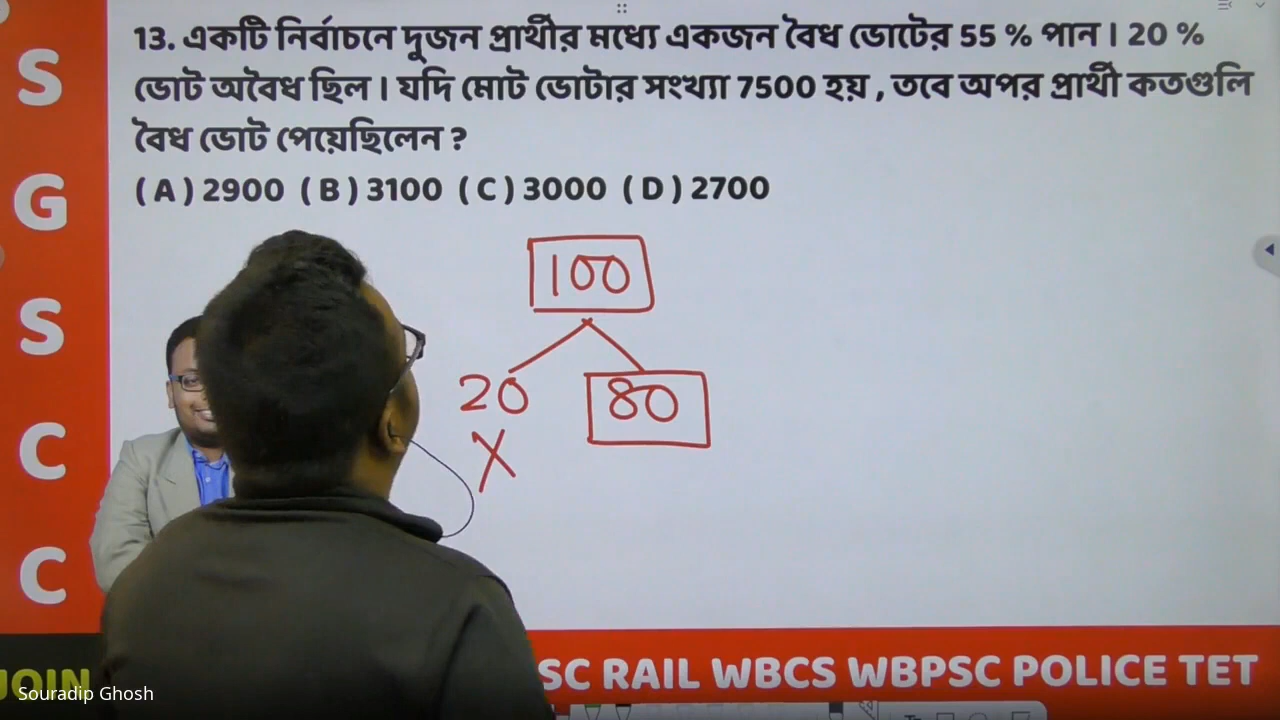 13. একটি নির্বাচনে দুজন প্রার্থীর মধ্যে একজন বৈধ ভোটের 55 % পান । 20 %
ভোট অবৈধ ছিল । যদি মোট ভোটার সংখ্যা 7500 হয় , তবে অপর প্রার্থী কতগুলি
বৈধ ভোট পেয়েছিলেন ?
( A ) 2900 ( B ) 3100 ( C ) 3000 ( D ) 2700
100
20 80
X
S
G
S
C
C
JOIN
SC RAIL WBCS WBPSC POLICE TET
Souradip Ghosh